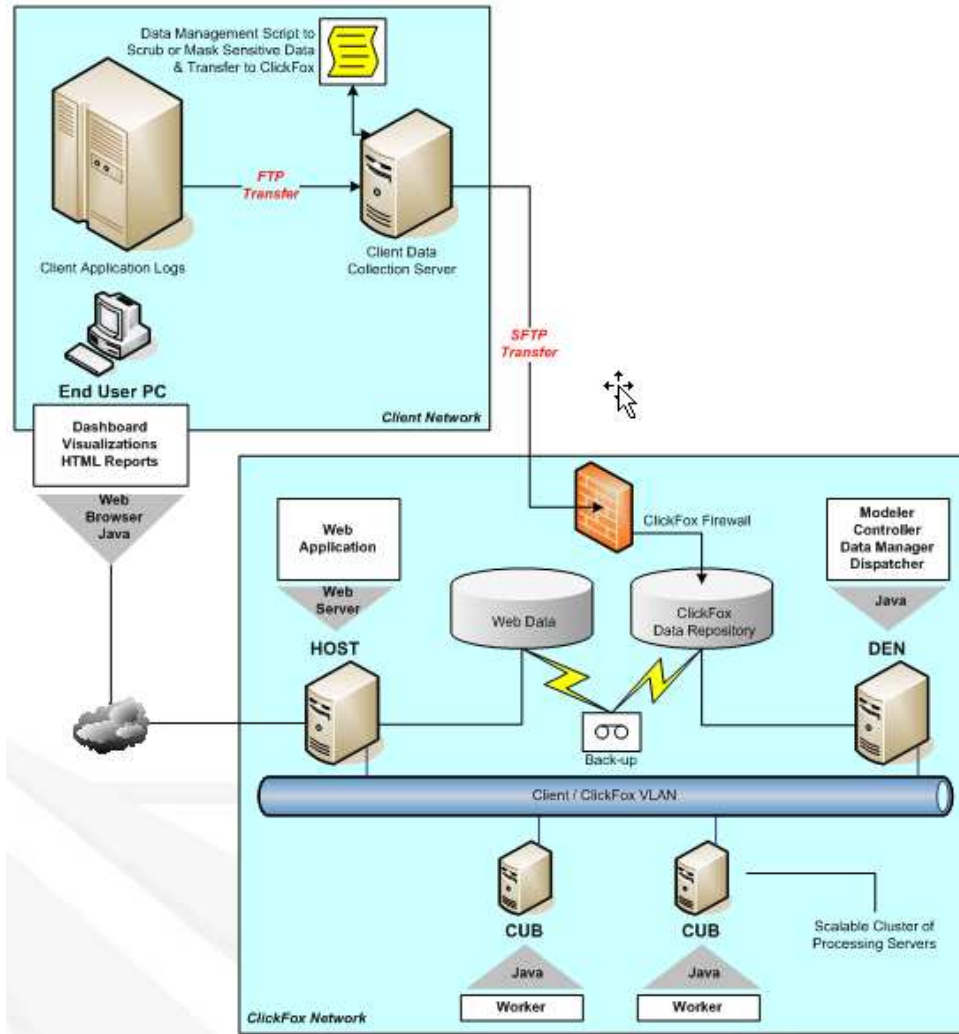 Data Management Script to
Scrub or Mask Sensitive Data
& Transfer to ClickFox
FTP
Transfer
Client Application Logs
Client Data
Collection Server
SFTP
Transfer
End User PC
Client Network
Dashboard
Visualizations
HTML Reports
Web
Browser
Java
Web
Application
Web
Server
HOST
ClickFox Firewall
Web Data
ClickFox
Data Repository
Modeler
Controller
Data Manager
Dispatcher
Java
DEN
Back-up
Client / ClickFox VLAN
CUB
Java
Worker
CUB
Java
Worker
Scalable Cluster of
Processing Servers
ClickFox Network